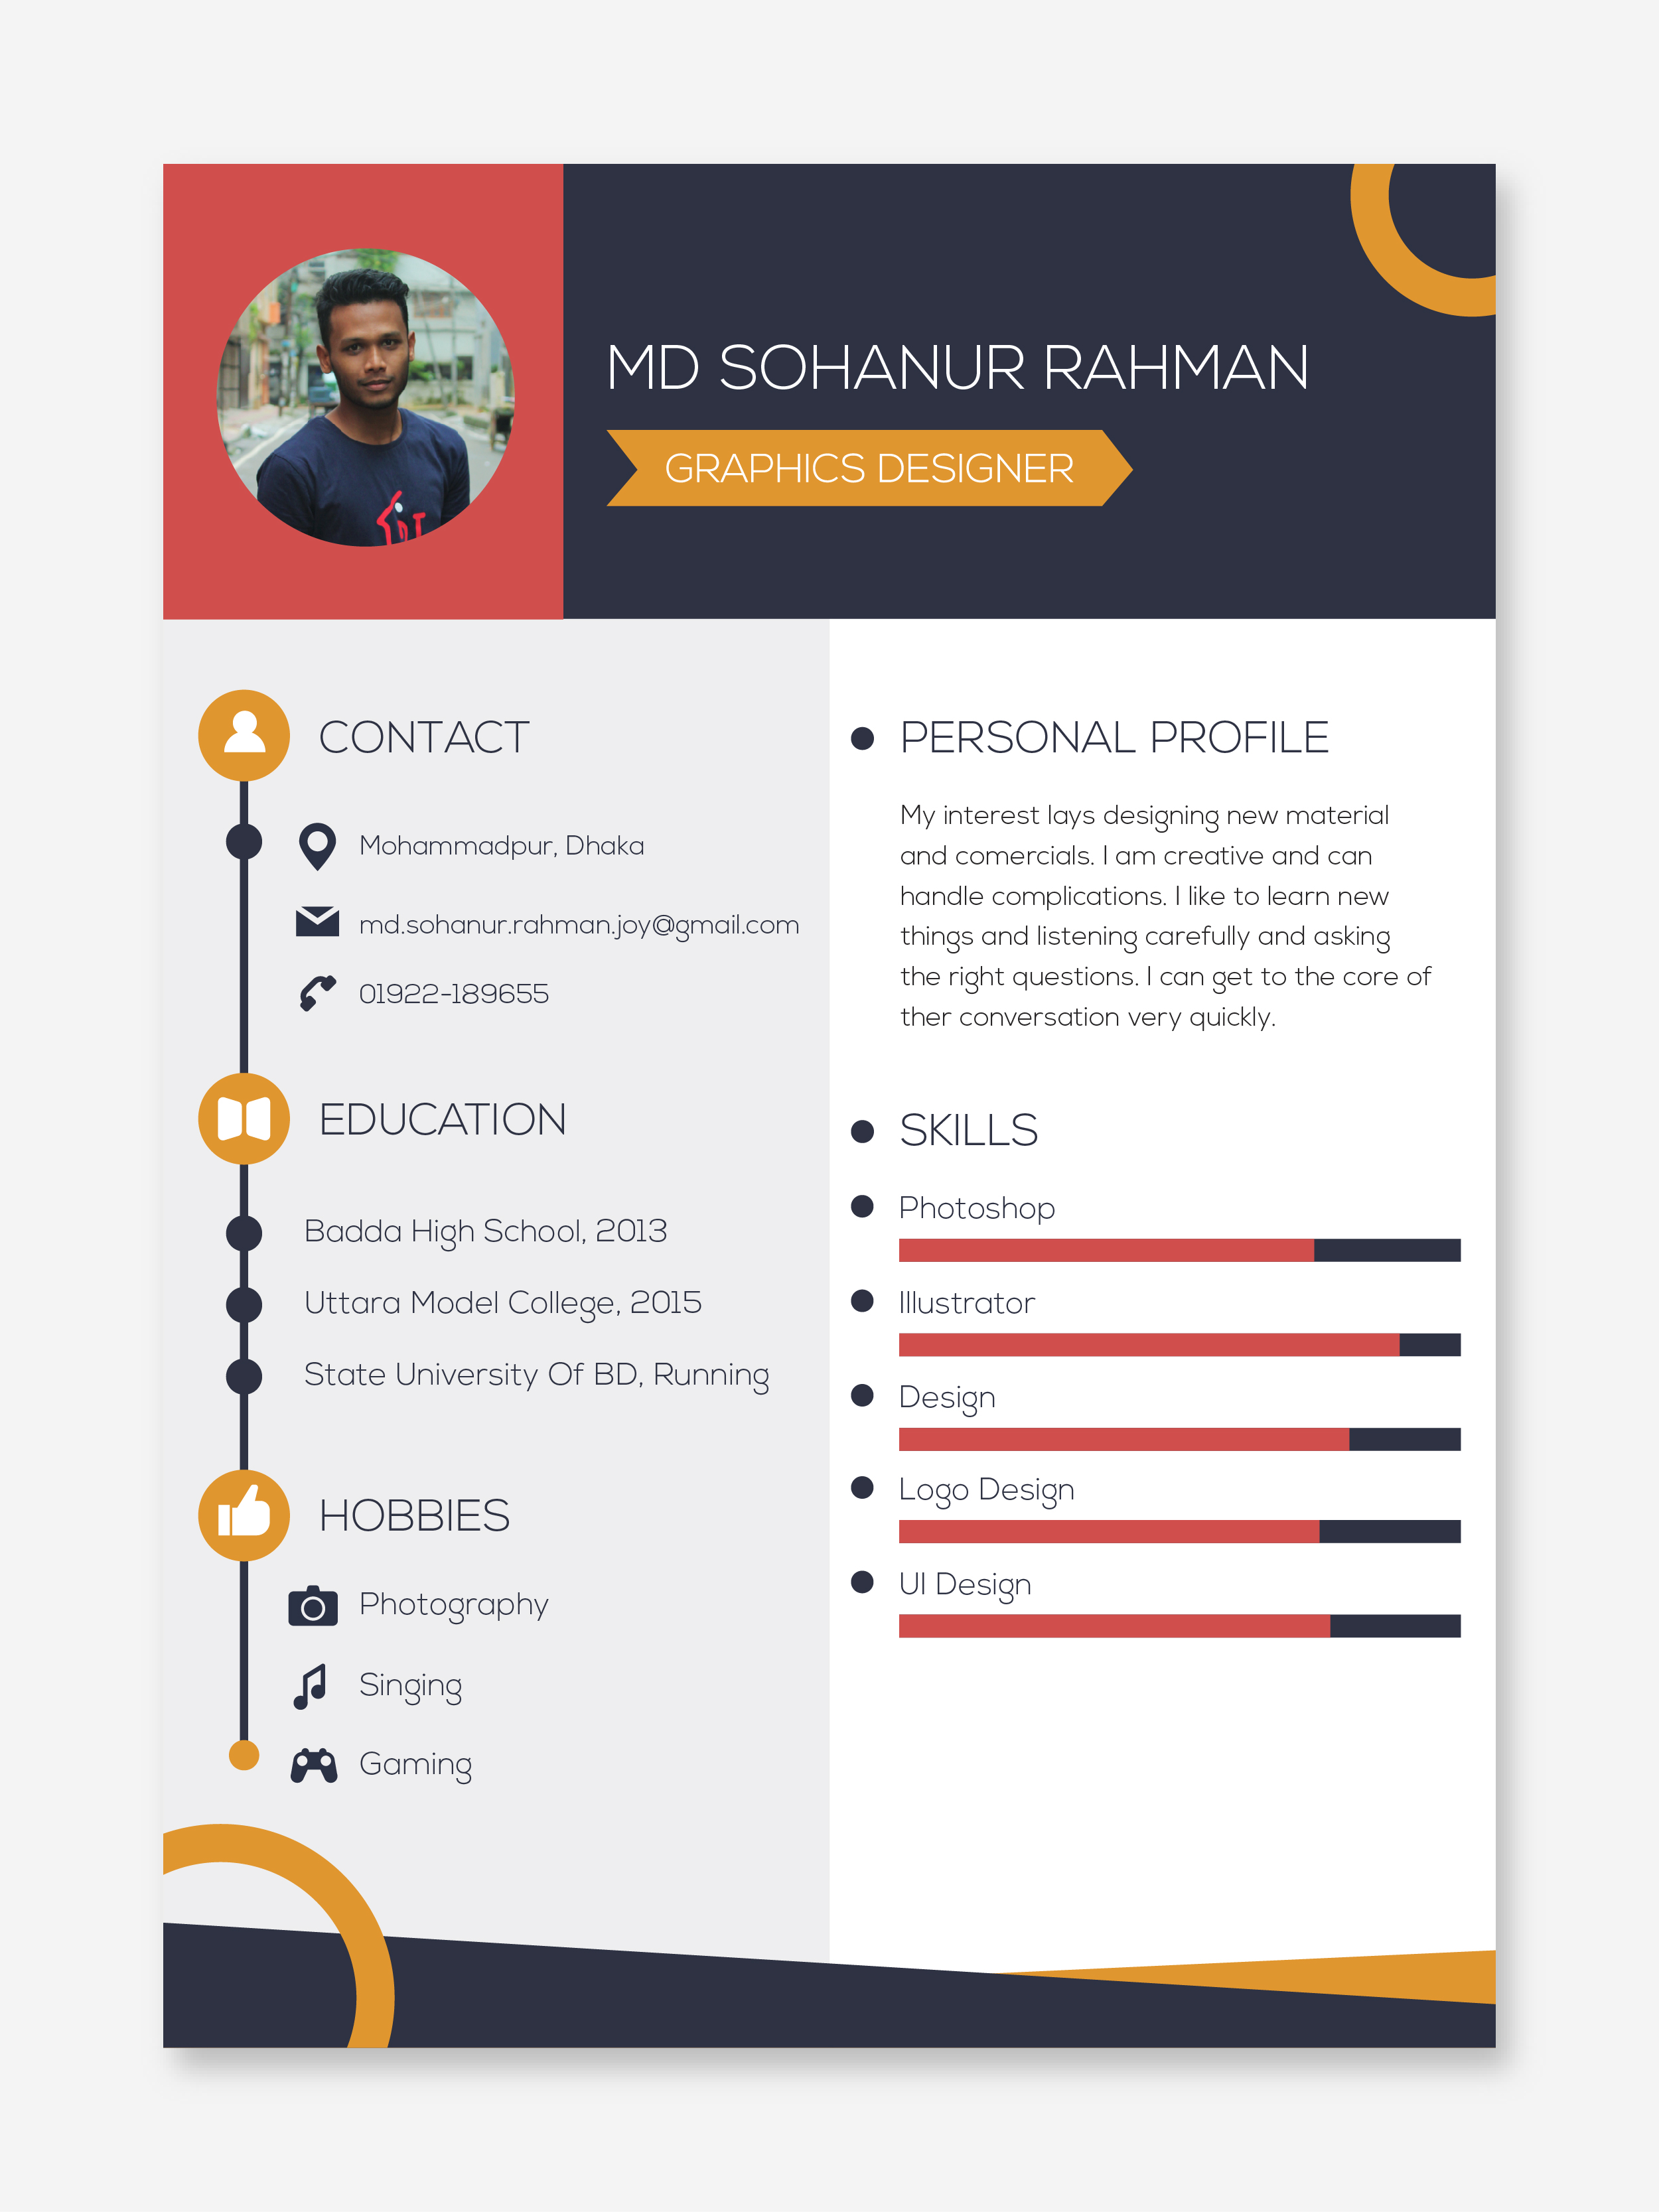 MD SOHANUR RAHMAN
GRAPHICS DESIGNER
CONTACT
Mohammadpur, Dhaka
md.sohanur.rahman.joy@gmail.com
01922-189655
EDUCATION
Badda High School, 2013
Uttara Model College, 2015
State University Of BD, Running
HOBBIES
Photography
Singing
Gaming
PERSONAL PROFILE
My interest lays designing new material
and comercials. I am creative and can
handle complications. I like to learn new
things and listening carefully and asking
the right questions. I can get to the core of
ther conversation very quickly.
SKILLS
Photoshop
Illustrator
Design
Logo Design
UI Design